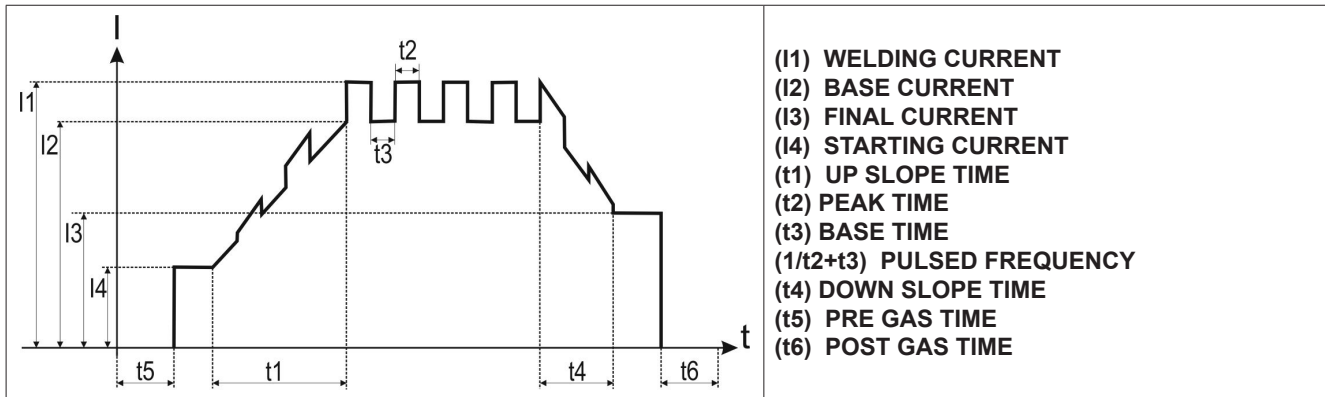 I
I1
I2
I3
I4
t2
t3
t
t5
t1
t4
t6
(I1) WELDING CURRENT
(I2) BASE CURRENT
(I3) FINAL CURRENT
(I4) STARTING CURRENT
(t1) UP SLOPE TIME
(t2) PEAK TIME
(t3) BASE TIME
(1/t2+t3) PULSED FREQUENCY
(t4) DOWN SLOPE TIME
(t5) PRE GAS TIME
(t6) POST GAS TIME